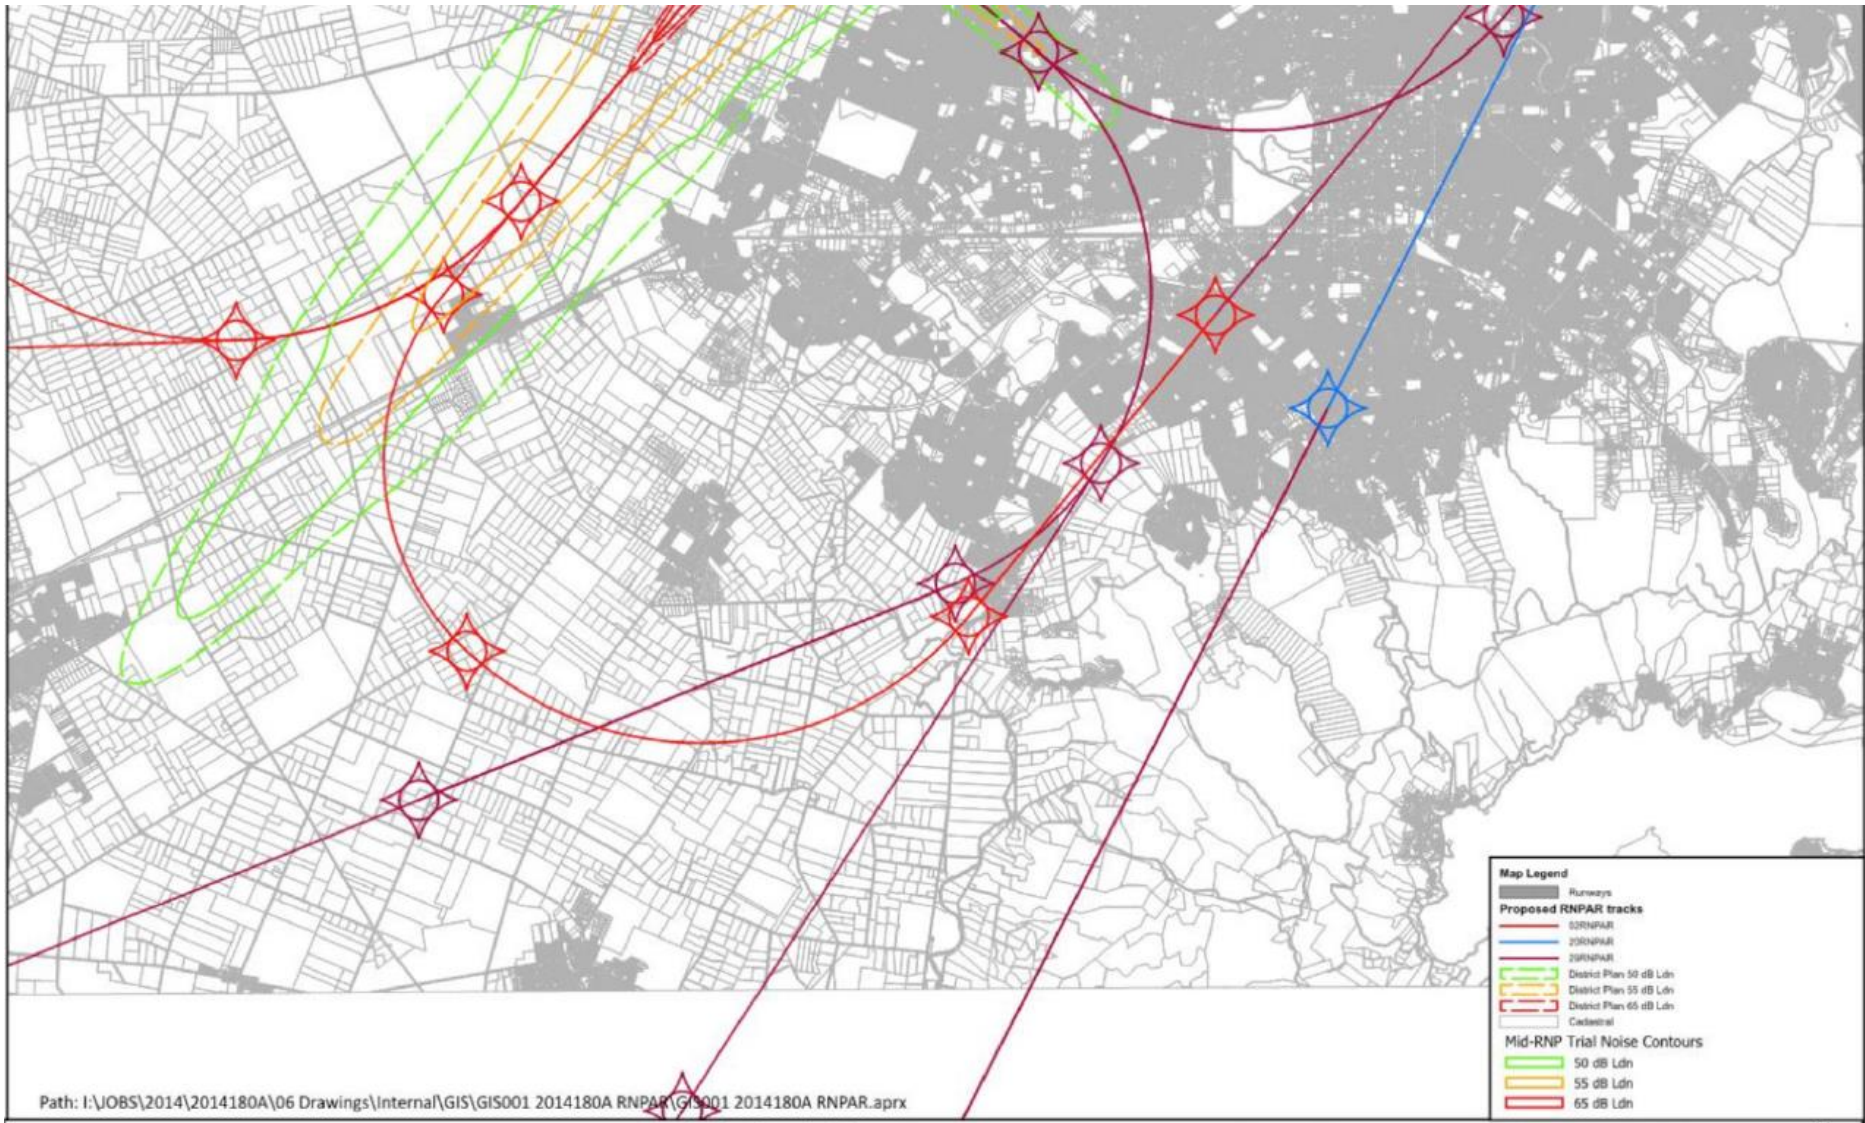 Map Legend
Runways
Proposed RNPAR tracks
02RNPAR
20RNPAR
29RNPAR
District Plan 50 dB Ldn
District Plan 55 dB Ldn
District Plan 65 dB Ldn
Cadastral
Mid-RNP Trial Noise Contours
50 dB Ldn
55 dB Ldn
65 dB Ldn
Path: I:\JOBS\2014\2014180A\06 Drawings\Internal\GIS\GIS001 2014180A RNPAR\GIS001 2014180A RNPAR.aprx